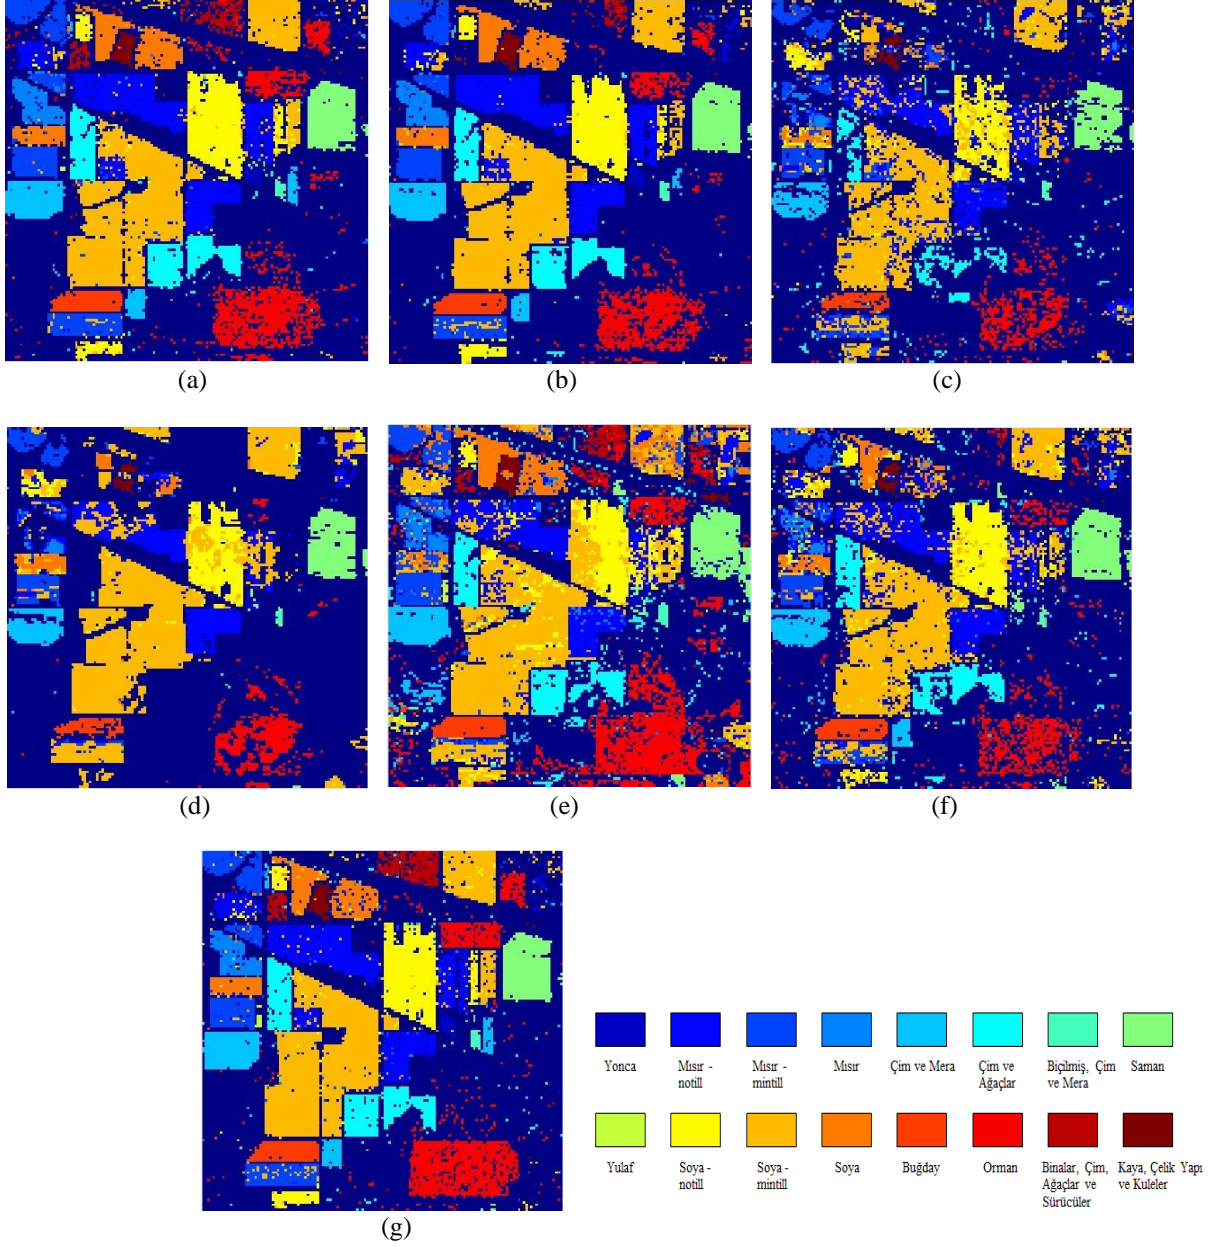 (a)
(b)
(c)
(d)
(e)
(f)
(g)
Yonca
Mısır -
notill
Mısır -
mintill
Mısır
Çim ve Mera
Çim ve
Ağaçlar
Biçilmiş, Çim
ve Mera
Saman
Yulaf
Soya -
notill
Soya -
mintill
Soya
Buğday
Orman
Binalar, Çim,
Ağaçlar ve
Sürücüler
Kaya, Çelik Yapı
ve Kuleler